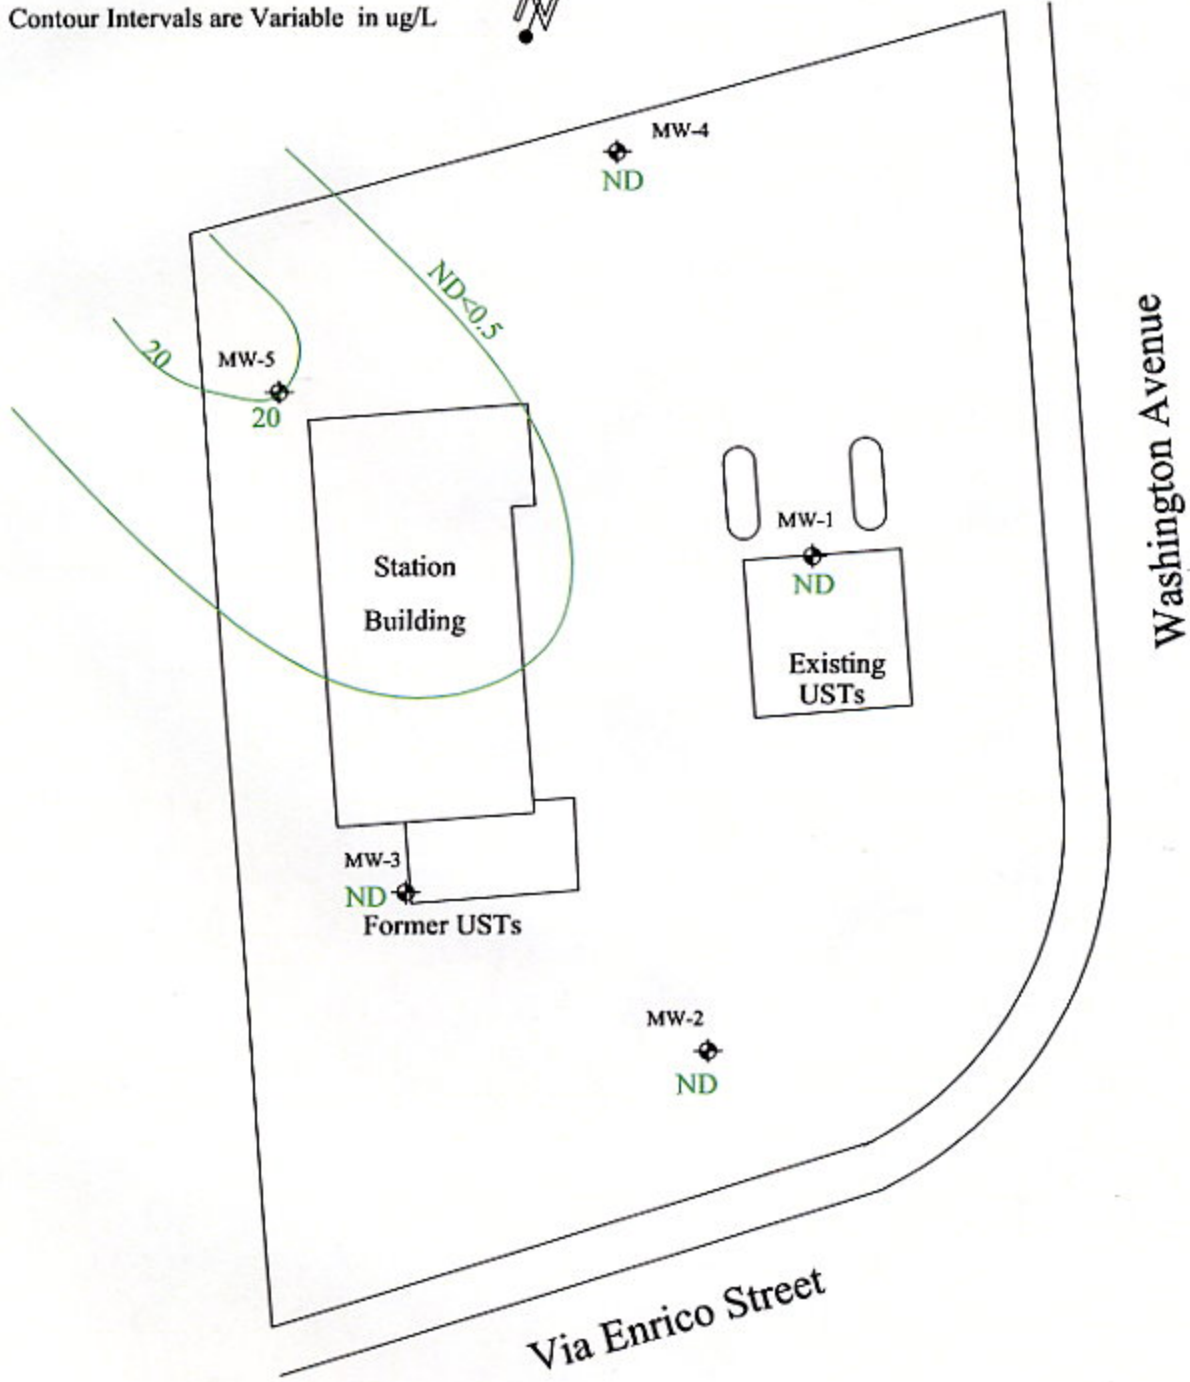 Contour Intervals are Variable in ug/L
MW-4
ND
ND<0.5
20
MW-5
20
MW-1
ND
Station
Building
Existing
USTs
Washington Avenue
MW-3
ND
Former USTs
MW-2
ND
Via Enrico Street